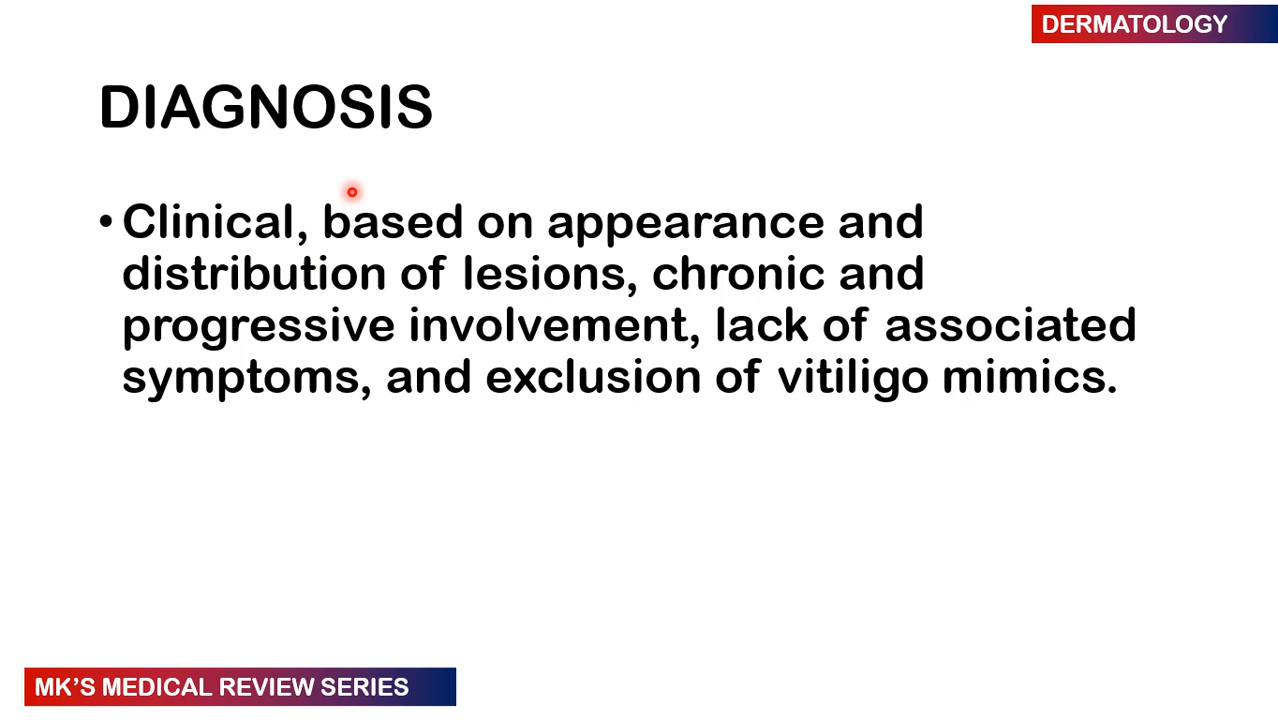 DERMATOLOGY
DIAGNOSIS
• Clinical, based on appearance and
distribution of lesions, chronic and
progressive involvement, lack of associated
symptoms, and exclusion of vitiligo mimics.
MK’S MEDICAL REVIEW SERIES